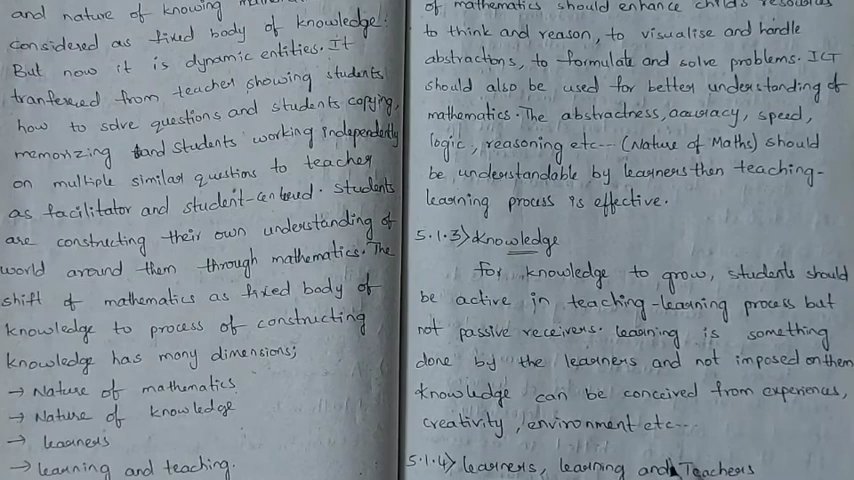 and nature of knowing
considered as fixed body of knowledge.
But now it is dynamic entities. It
tranfered from teacher showing students
how to solve questions and students copying,
memorizing and students working independently
on multiple similar questions to teacher
as facilitator and student-centered. Students
are constructing their own understanding of
world around them through mathematics. The
shift of mathematics as fixed body of
knowledge to process of constructing
knowledge has many dimensions;
→ Nature of mathematics
→ Nature of knowledge
→ learners
→ learning and teaching.
of mathematics should enhance child's
to think and reason, to visualise and handle
abstractions, to formulate and solve problems. ICT
should also be used for better understanding of
mathematics. The abstractness, accuracy, speed,
logic, reasoning etc--- (Nature of Maths) should
be understandable by learners then teaching-
learning process is effective.
5.1.3> Knowledge
For knowledge to grow, students should
be active in teaching-learning process but
not passive receivers. Learning is something
done by the learners and not imposed on them
Knowledge can be conceived from experiences,
creativity, environment etc---
5.1.4> Learners, learning and Teachers